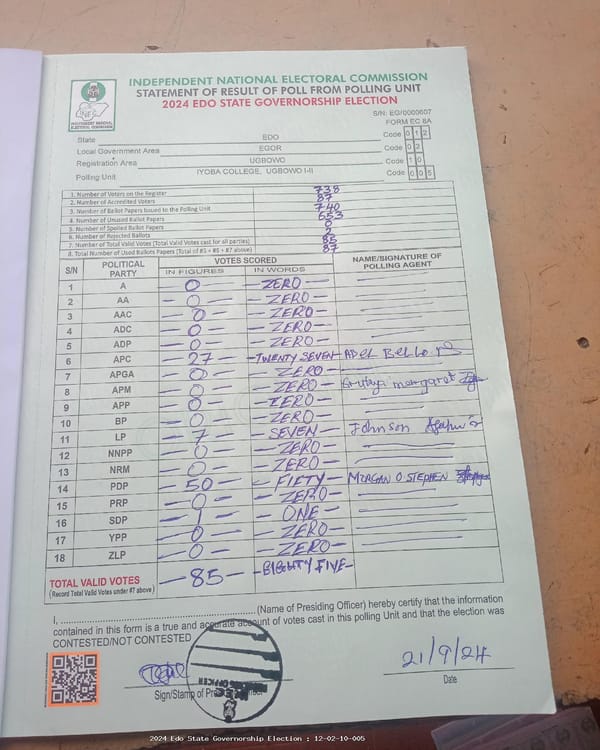 INDEPENDENT NATIONAL ELECTORAL COMMISSION
STATEMENT OF RESULT OF POLL FROM POLLING UNIT
2024 EDO STATE GOVERNORSHIP ELECTION
S/N: EG/0000607
FORM EC 8A
State EDO Code 0 1 2
Local Government Area EGOR Code 0 2
Registration Area UGBOWO Code 1 0
Polling Unit IYOBA COLLEGE, UGBOWO I-II Code 0 0 5
1. Number of Voters on the Register 738
2. Number of Accredited Voters 87
3. Number of Ballot Papers Issued to the Polling Unit 740
4. Number of Unused Ballot Papers 653
5. Number of Spoiled Ballot Papers 0
6. Number of Rejected Ballots 2
7. Number of Total Valid Votes (Total Valid Votes cast for all parties) 85
8. Total Number of Used Ballots Papers (Total of #5 + #6 + #7 above) 87
S/N POLITICAL PARTY VOTES SCORED NAME/SIGNATURE OF POLLING AGENT
IN FIGURES IN WORDS
1 A 0 ZERO
2 AA 0 ZERO
3 AAC 0 ZERO
4 ADC 0 ZERO
5 ADP 0 ZERO
6 APC 27 TWENTY SEVEN ADEL BELLO
7 APGA 0 ZERO
8 APM 0 ZERO margaret
9 APP 0 ZERO
10 BP 0 ZERO
11 LP 7 SEVEN Johnson
12 NNPP 0 ZERO
13 NRM 0 ZERO
14 PDP 50 FIFTY MORGAN O. STEPHEN
15 PRP 0 ZERO
16 SDP 1 ONE
17 YPP 0 ZERO
18 ZLP 0 ZERO
TOTAL VALID VOTES 85 EIGHTY FIVE
(Record Total Valid Votes under #7 above)
I, (Name of Presiding Officer) hereby certify that the information
contained in this form is a true and accurate account of votes cast in this polling Unit and that the election was
CONTESTED/NOT CONTESTED
21/9/24
Sign/Stamp of Date
2024 Edo State Governorship Election : 12-02-10-005